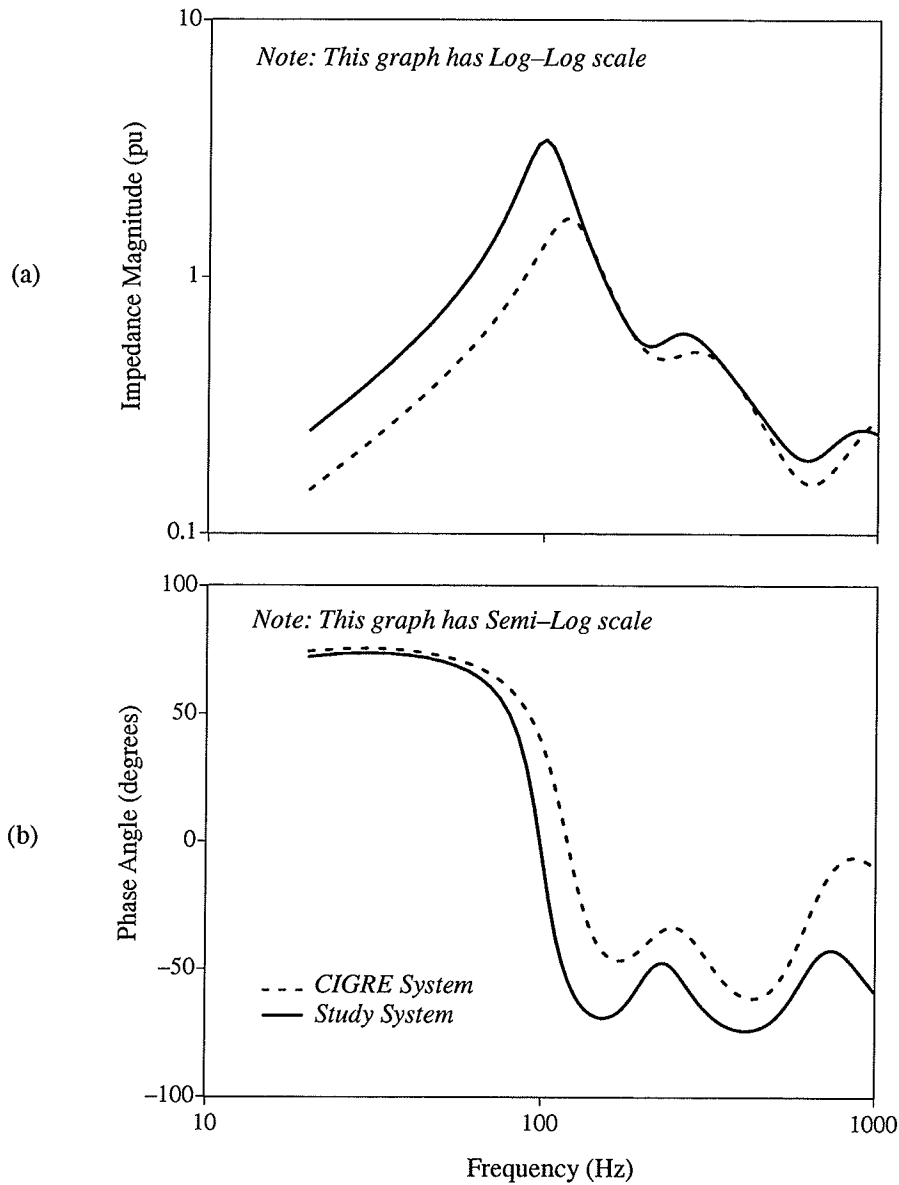 10
Note: This graph has Log–Log scale
Impedance Magnitude (pu)
(a)
1
0.1
100
Note: This graph has Semi–Log scale
50
Phase Angle (degrees)
(b)
0
–50
CIGRE System
Study System
–100
10
100
1000
Frequency (Hz)